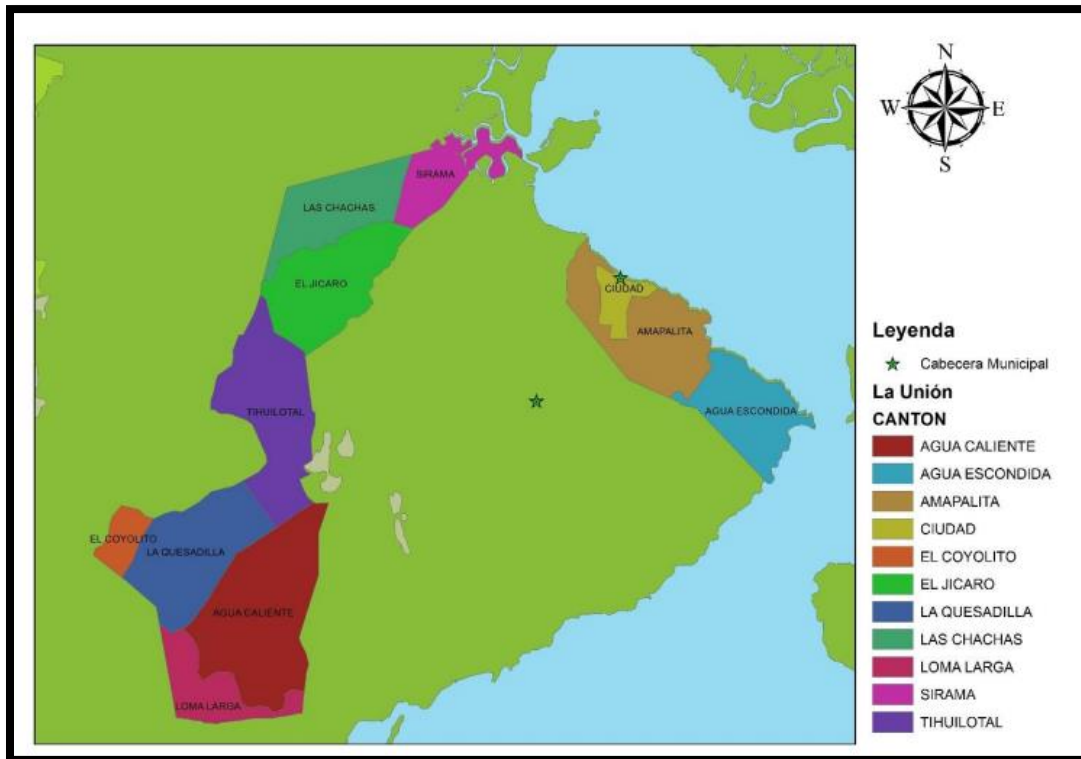 N
W E
S
SIRAMA
LAS CHACHAS
EL JICARO
CIUDAD
AMAPALITA
TIHUILOTAL
AGUA ESCONDIDA
EL COYOLITO
LA QUESADILLA
AGUA CALIENTE
LOMA LARGA
Leyenda
Cabecera Municipal
La Unión
CANTON
AGUA CALIENTE
AGUA ESCONDIDA
AMAPALITA
CIUDAD
EL COYOLITO
EL JICARO
LA QUESADILLA
LAS CHACHAS
LOMA LARGA
SIRAMA
TIHUILOTAL